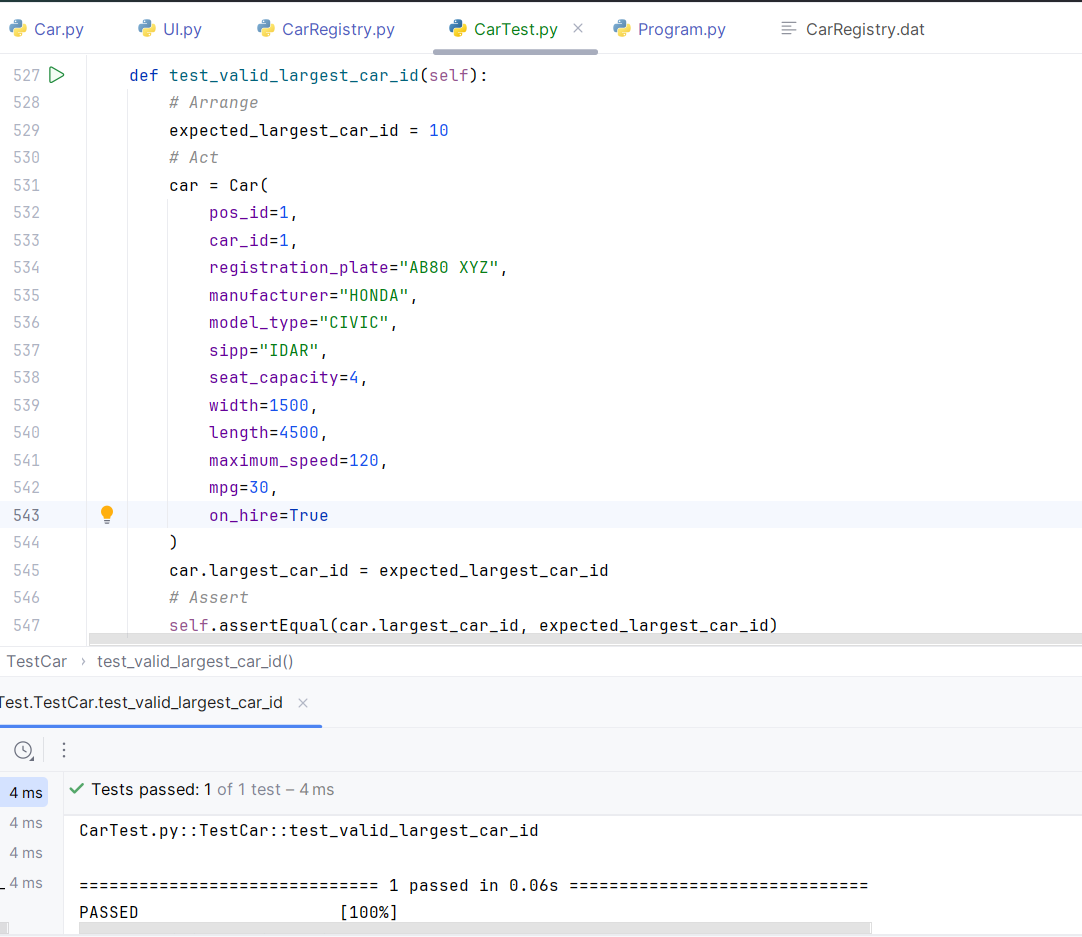 Car.py UI.py CarRegistry.py CarTest.py × Program.py CarRegistry.dat
527 def test_valid_largest_car_id(self):
528 # Arrange
529 expected_largest_car_id = 10
530 # Act
531 car = Car(
532 pos_id=1,
533 car_id=1,
534 registration_plate="AB80 XYZ",
535 manufacturer="HONDA",
536 model_type="CIVIC",
537 sipp="IDAR",
538 seat_capacity=4,
539 width=1500,
540 length=4500,
541 maximum_speed=120,
542 mpg=30,
543 on_hire=True
544 )
545 car.largest_car_id = expected_largest_car_id
546 # Assert
547 self.assertEqual(car.largest_car_id, expected_largest_car_id)
TestCar › test_valid_largest_car_id()
Test.TestCar.test_valid_largest_car_id ×
4 ms Tests passed: 1 of 1 test – 4 ms
4 ms CarTest.py::TestCar::test_valid_largest_car_id
4 ms
4 ms ============================== 1 passed in 0.06s ==============================
PASSED [100%]